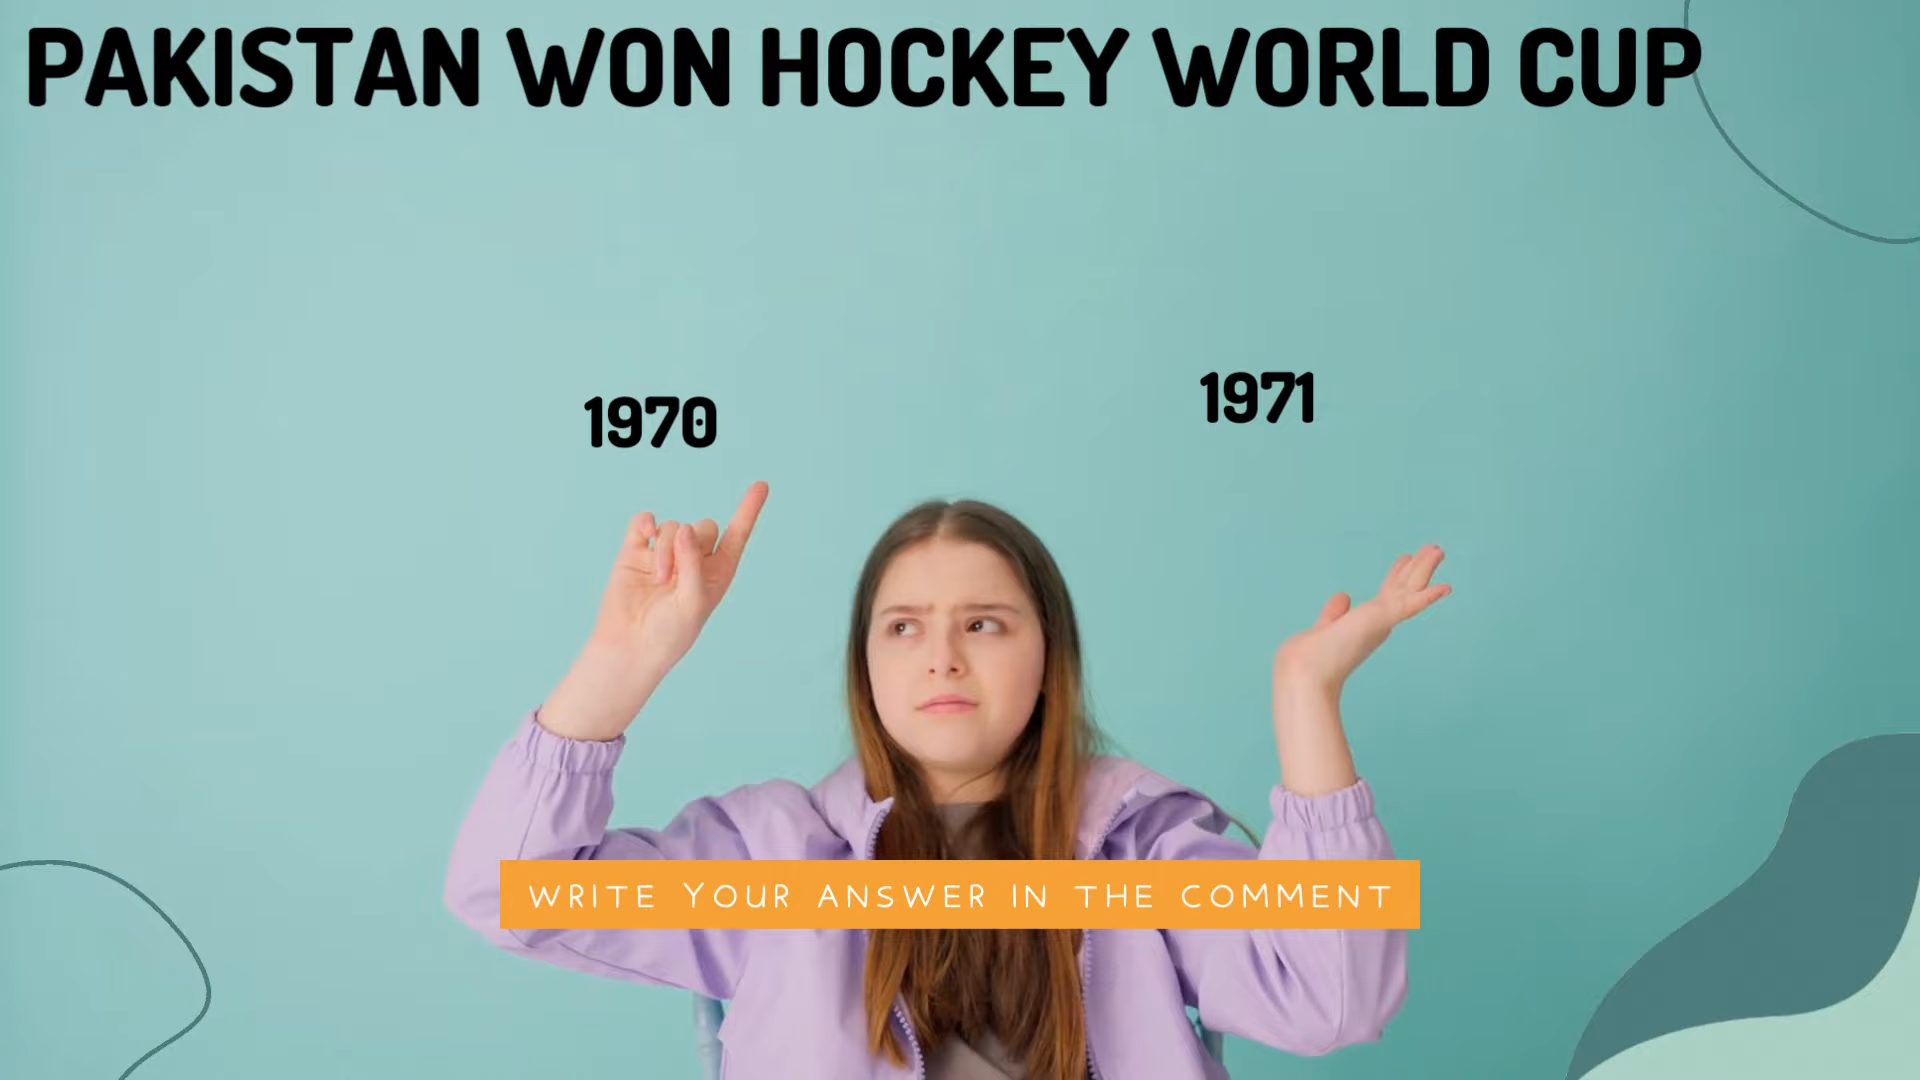 PAKISTAN WON HOCKEY WORLD CUP
1970
1971
WRITE YOUR ANSWER IN THE COMMENT